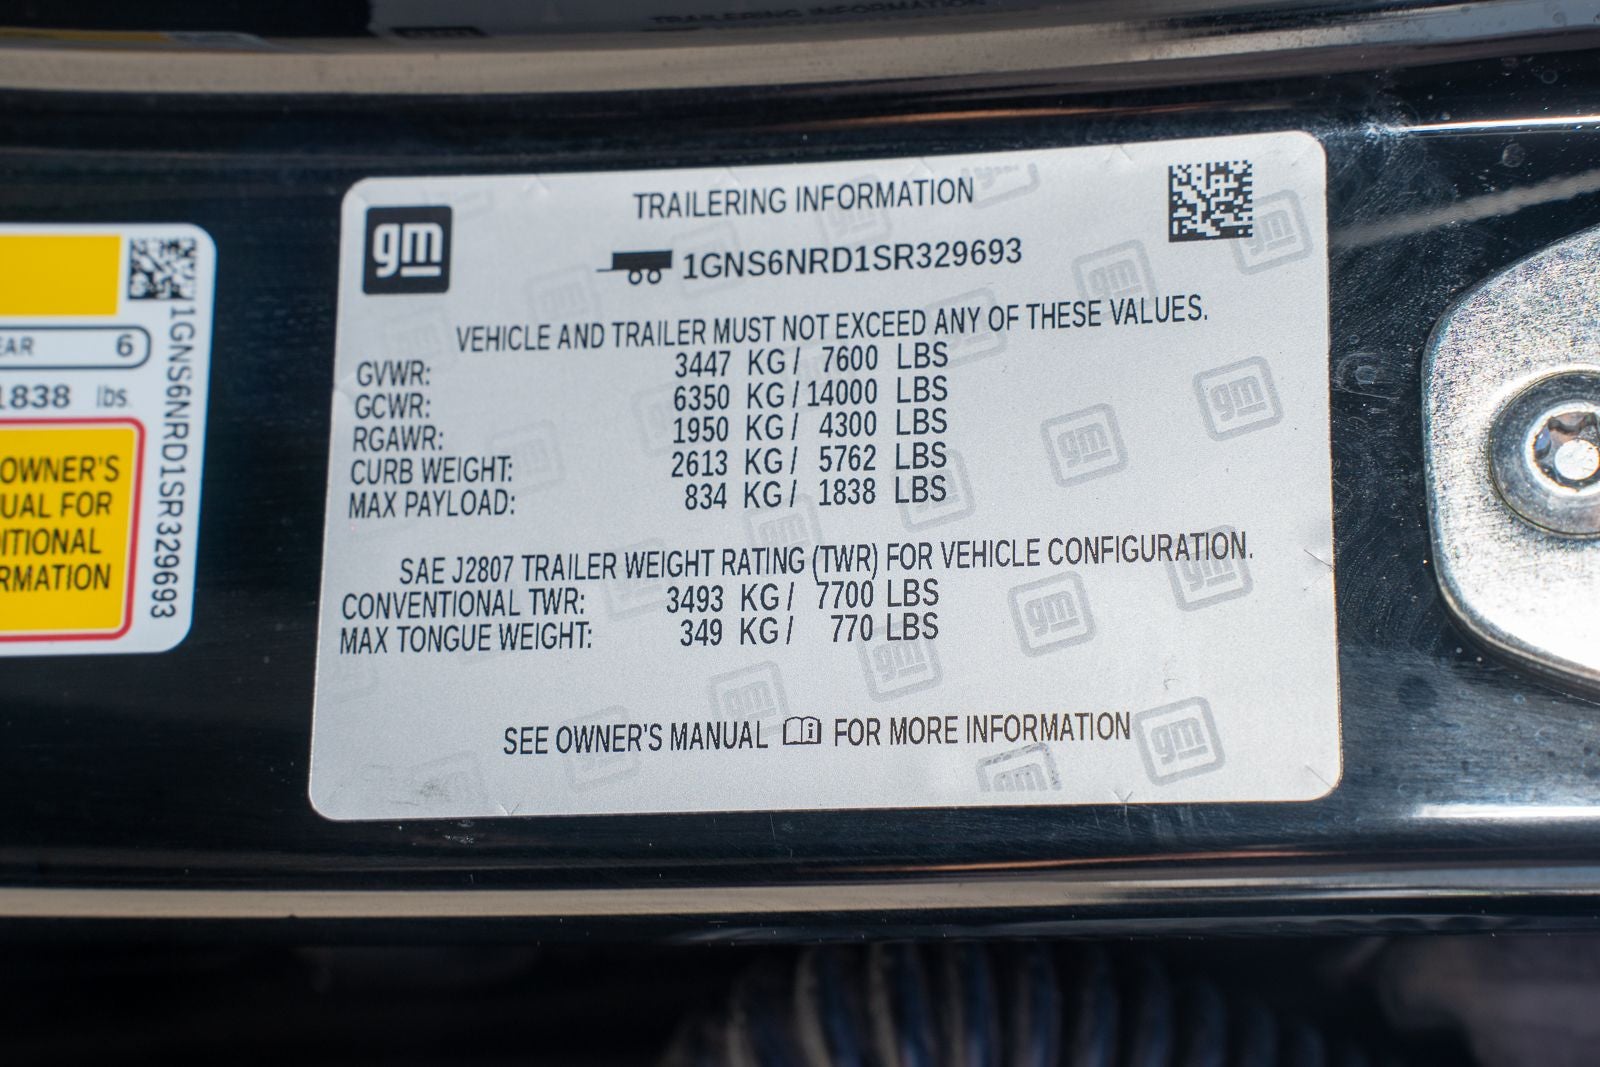 TRAILERING INFORMATION
gm
TRAILERING INFORMATION
1GNS6NRD1SR329693
VEHICLE AND TRAILER MUST NOT EXCEED ANY OF THESE VALUES.
GVWR: 3447 KG / 7600 LBS
GCWR: 6350 KG / 14000 LBS
RGAWR: 1950 KG / 4300 LBS
CURB WEIGHT: 2613 KG / 5762 LBS
MAX PAYLOAD: 834 KG / 1838 LBS
SAE J2807 TRAILER WEIGHT RATING (TWR) FOR VEHICLE CONFIGURATION.
CONVENTIONAL TWR: 3493 KG / 7700 LBS
MAX TONGUE WEIGHT: 349 KG / 770 LBS
SEE OWNER'S MANUAL FOR MORE INFORMATION
6
1838 lbs.
OWNER'S
FOR
1GNS6NRD1SR329693